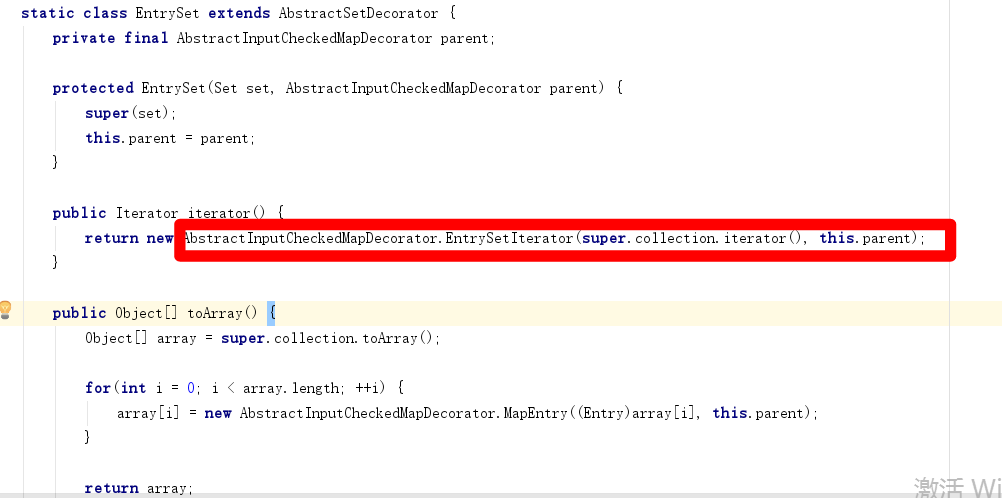 static class EntrySet extends AbstractSetDecorator {
private final AbstractInputCheckedMapDecorator parent;
protected EntrySet(Set set, AbstractInputCheckedMapDecorator parent) {
super(set);
this.parent = parent;
}
public Iterator iterator() {
return new AbstractInputCheckedMapDecorator.EntrySetIterator(super.collection.iterator(), this.parent);
}
public Object[] toArray() {
Object[] array = super.collection.toArray();
for(int i = 0; i < array.length; ++i) {
array[i] = new AbstractInputCheckedMapDecorator.MapEntry((Entry)array[i], this.parent);
}
return array;
激活 Wi